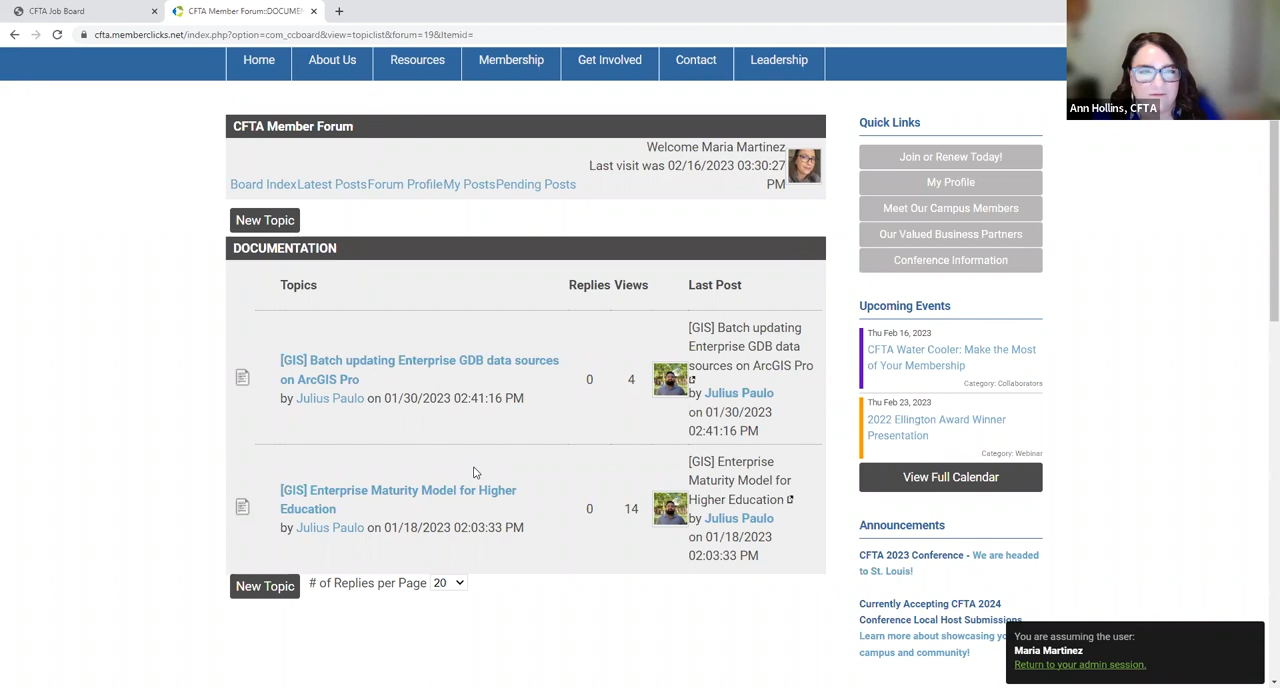 CFTA Job Board
CFTA Member Forum::DOCUMEN
cfta.memberclicks.net/index.php?option=com_ccboard&view=topiclist&forum=19&Itemid=
Home
About Us
Resources
Membership
Get Involved
Contact
Leadership
Ann Hollins, CFTA
CFTA Member Forum
Welcome Maria Martinez
Last visit was 02/16/2023 03:30:27
PM
Board IndexLatest PostsForum ProfileMy PostsPending Posts
New Topic
DOCUMENTATION
Topics
Replies Views
Last Post
[GIS] Batch updating Enterprise GDB data sources
on ArcGIS Pro
by Julius Paulo on 01/30/2023 02:41:16 PM
0
4
[GIS] Batch updating
Enterprise GDB data
sources on ArcGIS Pro
by Julius Paulo
on 01/30/2023
02:41:16 PM
[GIS] Enterprise Maturity Model for Higher
Education
by Julius Paulo on 01/18/2023 02:03:33 PM
0
14
[GIS] Enterprise
Maturity Model for
Higher Education
by Julius Paulo
on 01/18/2023
02:03:33 PM
New Topic
# of Replies per Page 20
Quick Links
Join or Renew Today!
My Profile
Meet Our Campus Members
Our Valued Business Partners
Conference Information
Upcoming Events
Thu Feb 16, 2023
CFTA Water Cooler: Make the Most
of Your Membership
Category: Collaborators
Thu Feb 23, 2023
2022 Ellington Award Winner
Presentation
Category: Webinar
View Full Calendar
Announcements
CFTA 2023 Conference - We are headed
to St. Louis!
Currently Accepting CFTA 2024
Conference Local Host Submissions
Learn more about showcasing yo
campus and community!
You are assuming the user:
Maria Martinez
Return to your admin session.